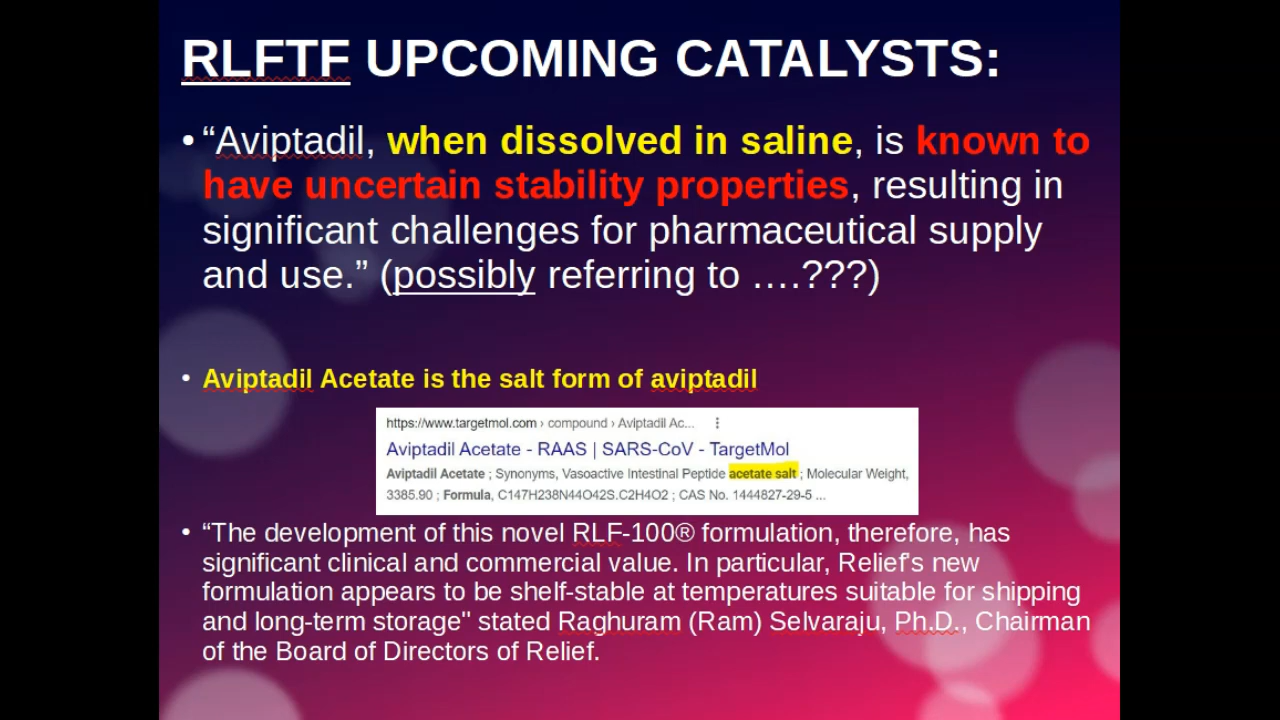 RLFTF UPCOMING CATALYSTS:
• “Aviptadil, when dissolved in saline, is known to
have uncertain stability properties, resulting in
significant challenges for pharmaceutical supply
and use.” (possibly referring to ….???)
• Aviptadil Acetate is the salt form of aviptadil
https://www.targetmol.com › compound › Aviptadil Ac... ⋮
Aviptadil Acetate - RAAS | SARS-CoV - TargetMol
Aviptadil Acetate ; Synonyms, Vasoactive Intestinal Peptide acetate salt ; Molecular Weight,
3385.90 ; Formula, C147H238N44O42S.C2H4O2 ; CAS No. 1444827-29-5 ...
• “The development of this novel RLF-100® formulation, therefore, has
significant clinical and commercial value. In particular, Relief's new
formulation appears to be shelf-stable at temperatures suitable for shipping
and long-term storage" stated Raghuram (Ram) Selvaraju, Ph.D., Chairman
of the Board of Directors of Relief.